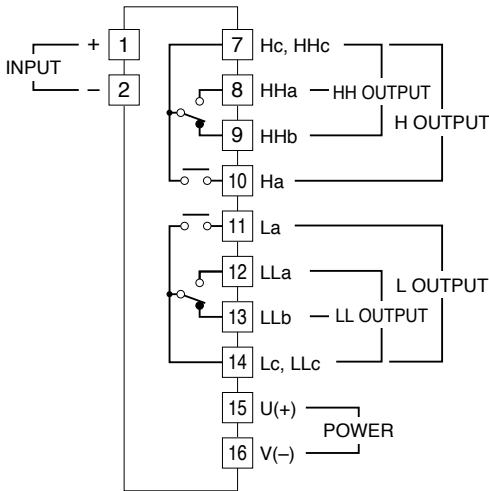 + 1
INPUT
– 2
7 Hc, HHc
8 HHa HH OUTPUT
H OUTPUT
9 HHb
10 Ha
11 La
12 LLa
L OUTPUT
13 LLb LL OUTPUT
14 Lc, LLc
15 U(+)
POWER
16 V(–)